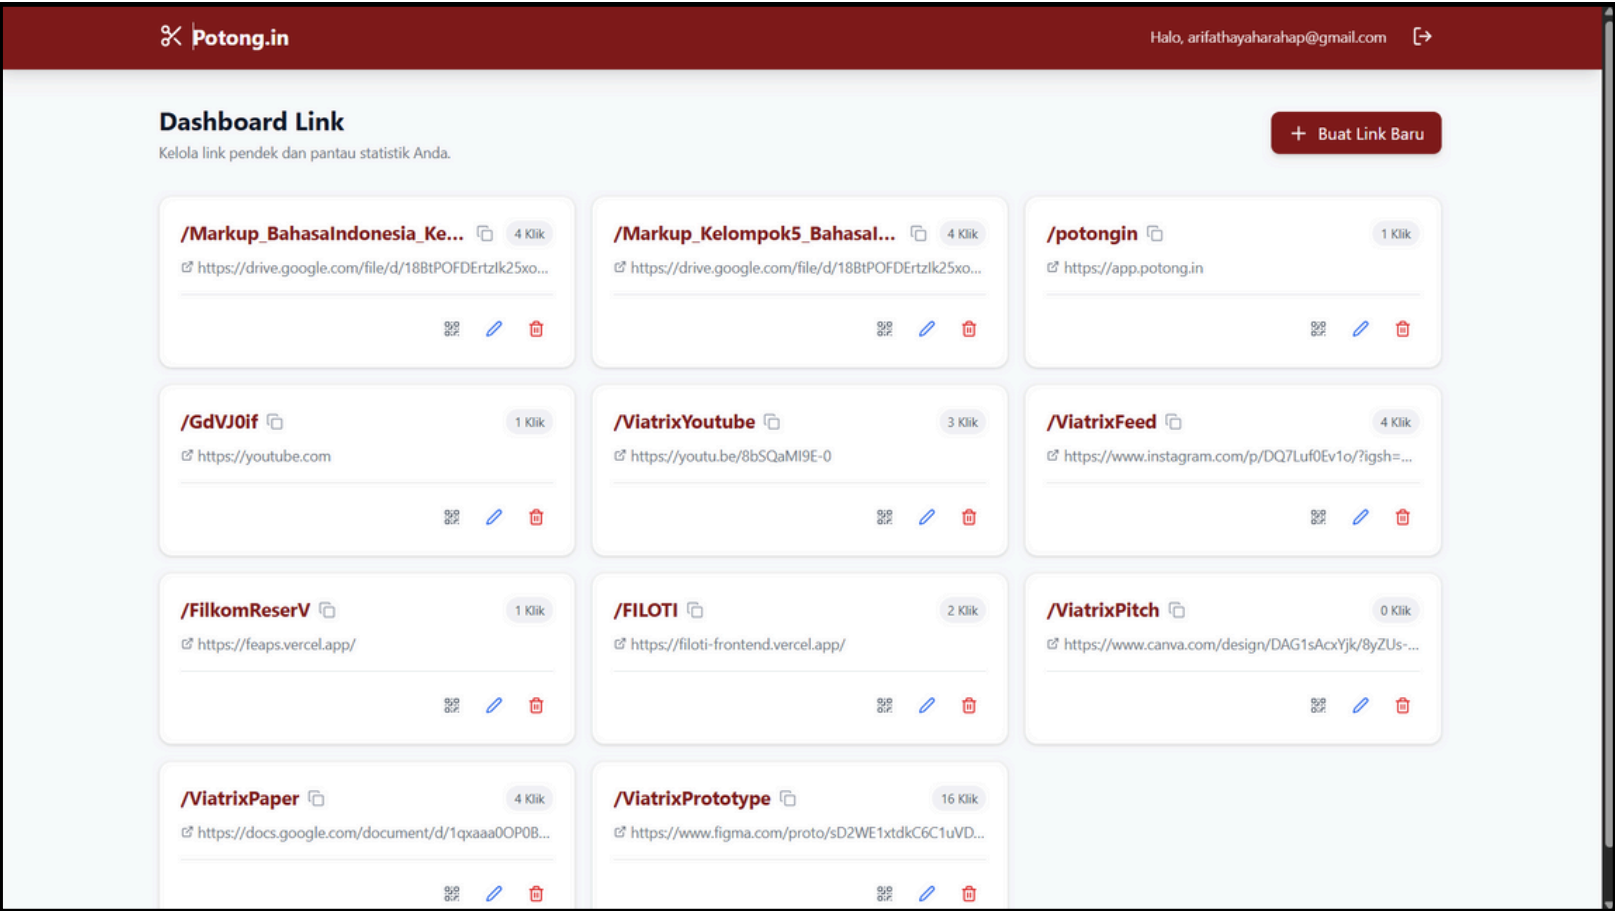 Potong.in
Halo, arifathayaharahap@gmail.com
Dashboard Link
Kelola link pendek dan pantau statistik Anda.
+ Buat Link Baru
/Markup_BahasaIndonesia_Ke... 4 Klik
https://drive.google.com/file/d/18BtPOFDErtzIk25xo...
/Markup_Kelompok5_BahasaI... 4 Klik
https://drive.google.com/file/d/18BtPOFDErtzIk25xo...
/potongin 1 Klik
https://app.potong.in
/GdVJ0if 1 Klik
https://youtube.com
/ViatrixYoutube 3 Klik
https://youtu.be/8bSQaMI9E-0
/ViatrixFeed 4 Klik
https://www.instagram.com/p/DQ7Luf0Ev1o/?igsh=...
/FilkomReserV 1 Klik
https://feaps.vercel.app/
/FILOTI 2 Klik
https://filoti-frontend.vercel.app/
/ViatrixPitch 0 Klik
https://www.canva.com/design/DAG1sAcxYjk/8yZUs-...
/ViatrixPaper 4 Klik
https://docs.google.com/document/d/1qxaaa0OP0B...
/ViatrixPrototype 16 Klik
https://www.figma.com/proto/sD2WE1xtdkC6C1uVD...